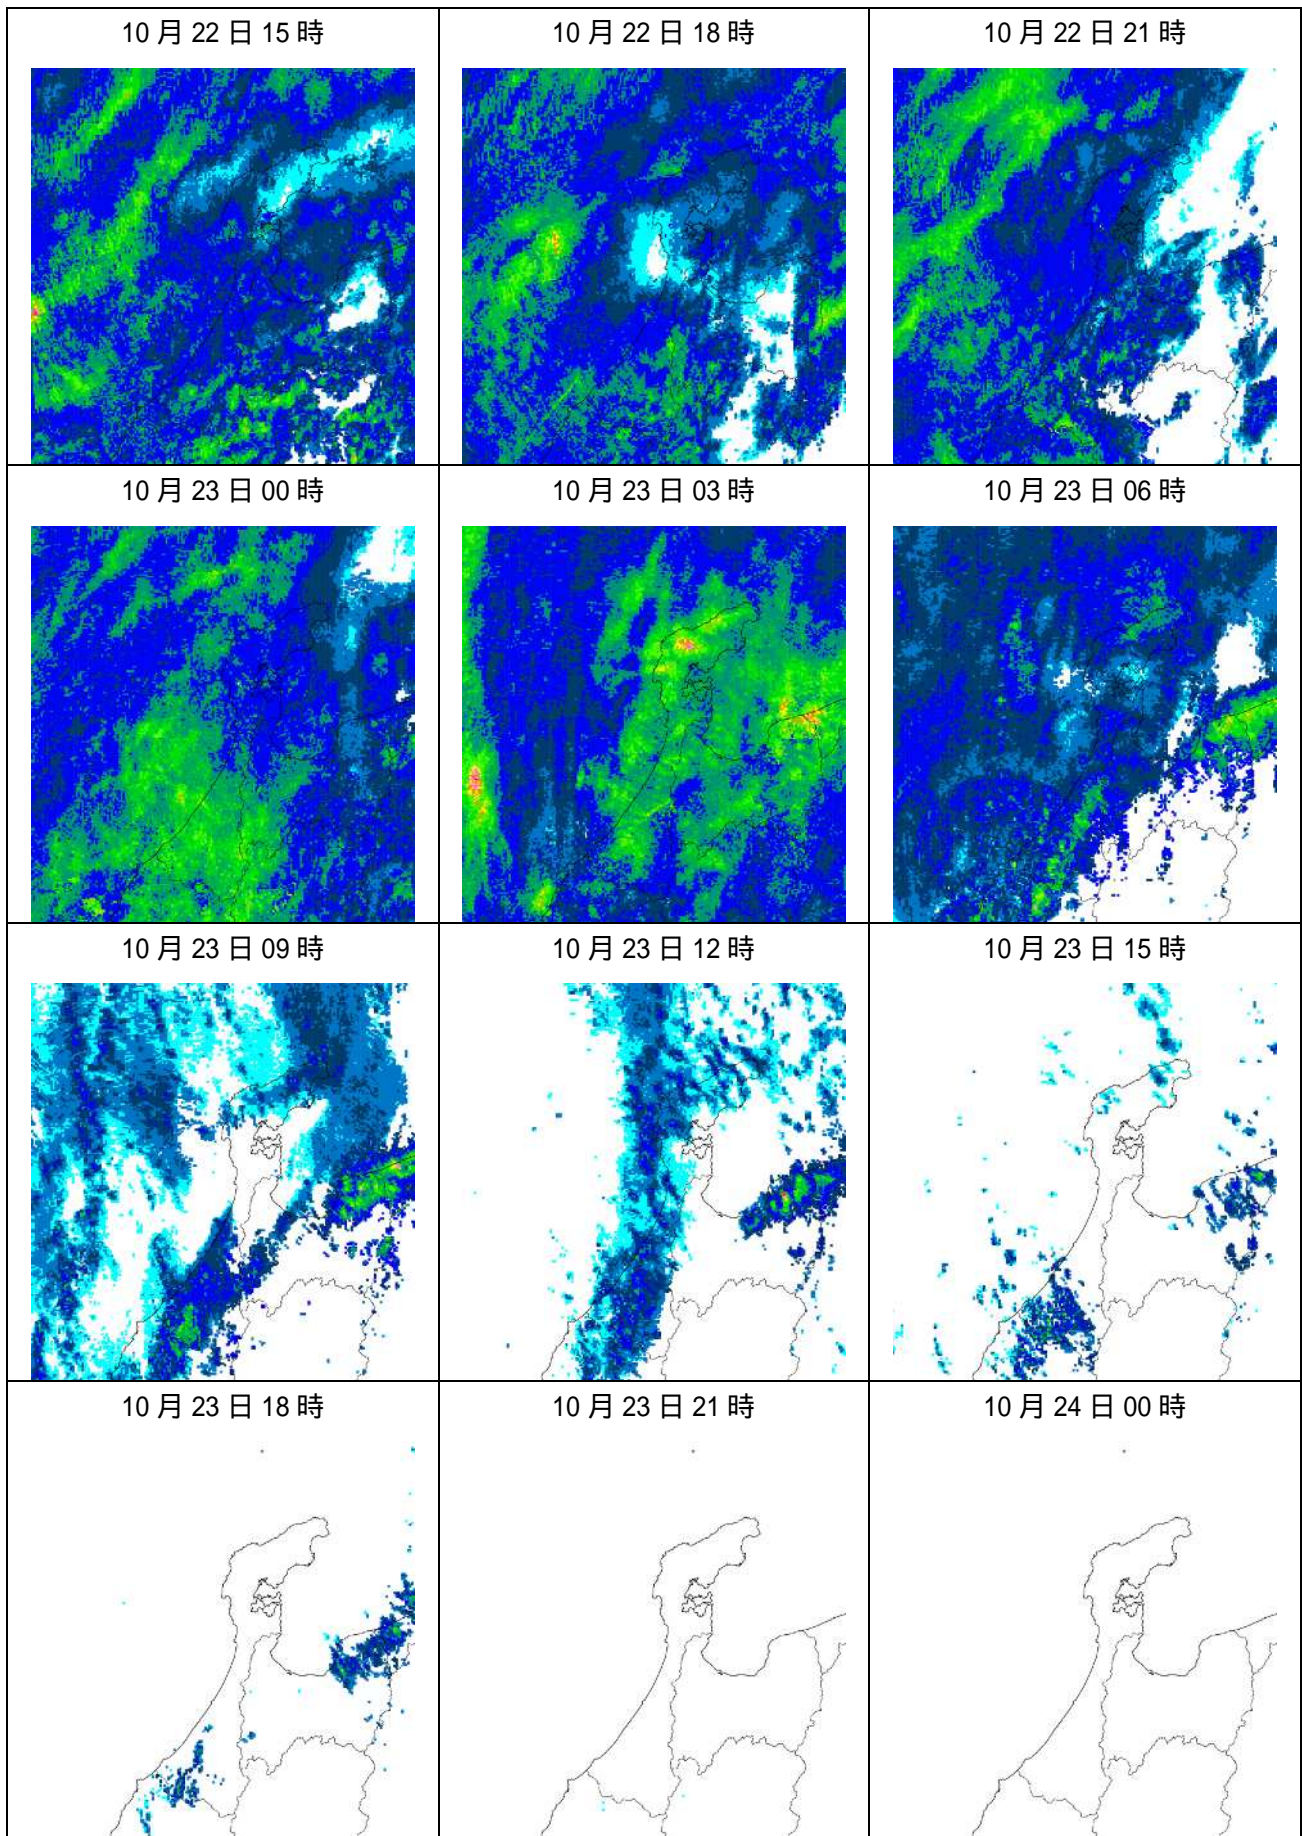 10 月 22 日 15 時
10 月 22 日 18 時
10 月 22 日 21 時
10 月 23 日 00 時
10 月 23 日 03 時
10 月 23 日 06 時
10 月 23 日 09 時
10 月 23 日 12 時
10 月 23 日 15 時
10 月 23 日 18 時
10 月 23 日 21 時
10 月 24 日 00 時